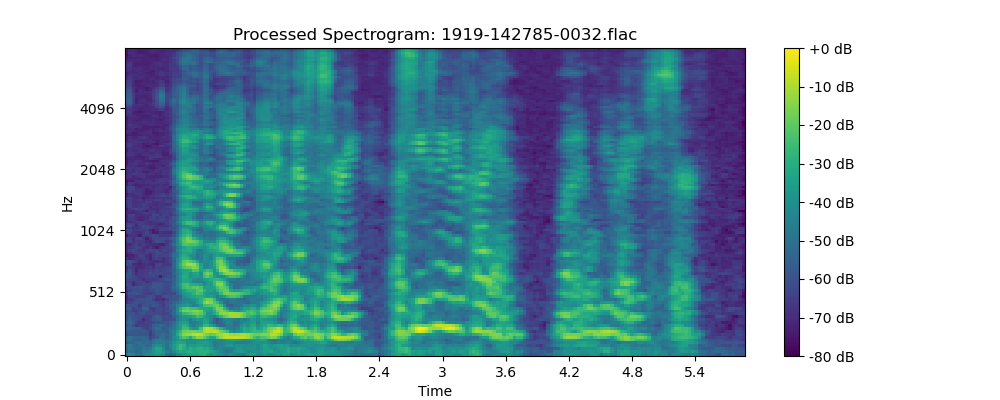 Processed Spectrogram: 1919-142785-0032.flac
Hz
4096
2048
1024
512
0
0 0.6 1.2 1.8 2.4 3 3.6 4.2 4.8 5.4
Time
+0 dB
-10 dB
-20 dB
-30 dB
-40 dB
-50 dB
-60 dB
-70 dB
-80 dB